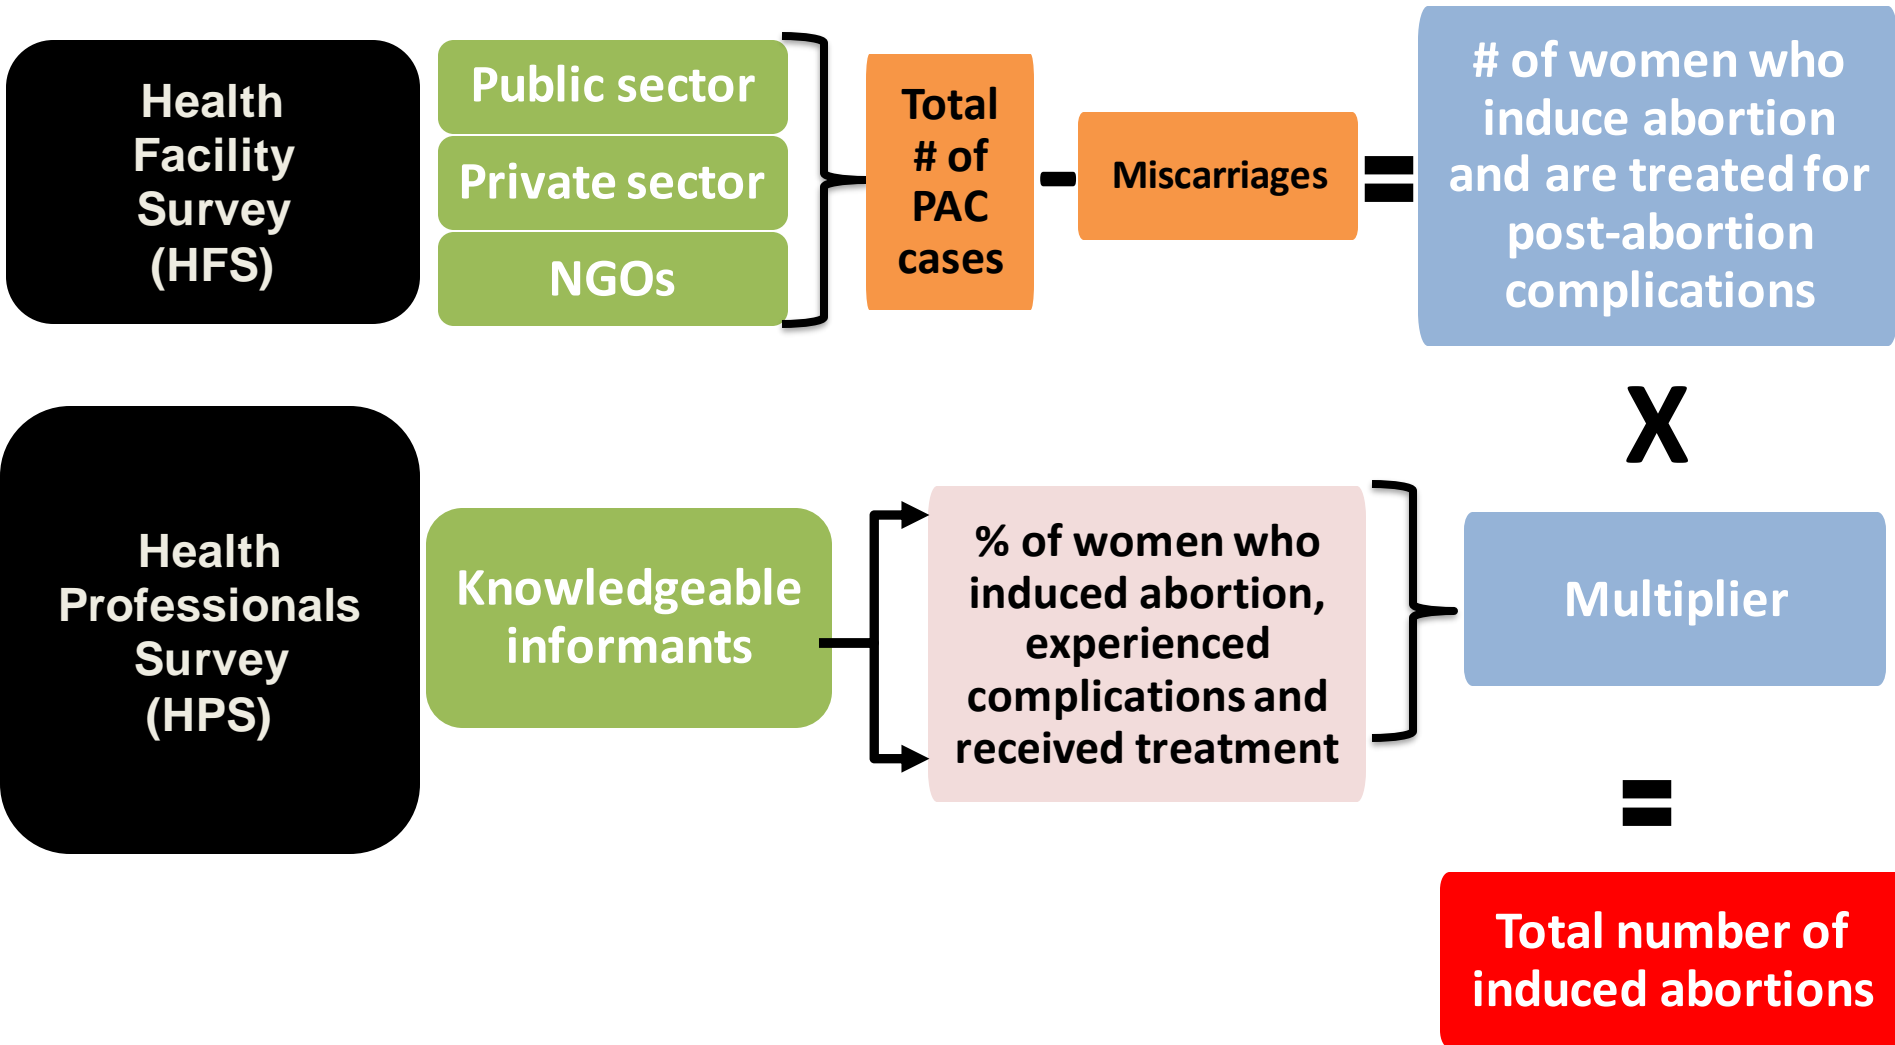 Health
Facility
Survey
(HFS)
Public sector
Private sector
NGOs
Total
# of
PAC
cases
-
Miscarriages
=
# of women who
induce abortion
and are treated for
post-abortion
complications
X
Health
Professionals
Survey
(HPS)
Knowledgeable
informants
% of women who
induced abortion,
experienced
complications and
received treatment
Multiplier
=
Total number of
induced abortions